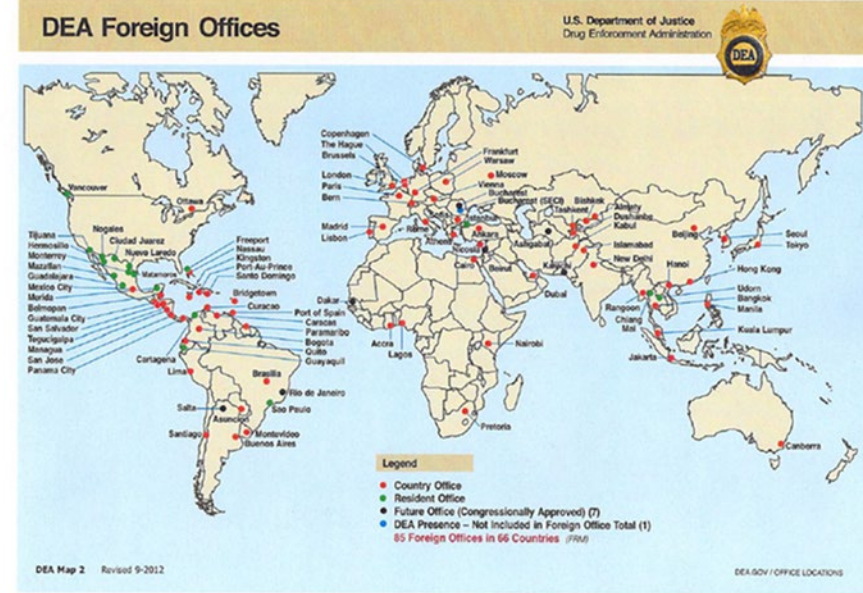 DEA Foreign Offices
U.S. Department of Justice
Drug Enforcement Administration
DEA
Copenhagen
The Hague
Brussels
London
Paris
Bern
Madrid
Lisbon
Frankfurt
Warsaw
Moscow
Vienna
Bucharest
Bucharest (SECI)
Sofia
Istanbul
Rome
Ankara
Athens
Nicosia
Cairo
Beirut
Tashkent
Bishkek
Almaty
Dushanbe
Kabul
Ashgabat
Islamabad
New Delhi
Karachi
Dubai
Beijing
Seoul
Tokyo
Hanoi
Hong Kong
Udorn
Bangkok
Manila
Rangoon
Chiang
Mai
Kuala Lumpur
Jakarta
Canberra
Vancouver
Ottawa
Tijuana
Hermosillo
Monterrey
Mazatlan
Guadalajara
Mexico City
Merida
Belmopan
Guatemala City
San Salvador
Tegucigalpa
Managua
San Jose
Panama City
Nogales
Ciudad Juarez
Nuevo Laredo
Matamoros
Freeport
Nassau
Kingston
Port-Au-Prince
Santo Domingo
Bridgetown
Curacao
Port of Spain
Caracas
Paramaribo
Bogota
Quito
Guayaquil
Cartagena
Lima
Brasilia
Rio de Janeiro
Sao Paulo
Salta
Asuncion
Santiago
Montevideo
Buenos Aires
Dakar
Accra
Lagos
Nairobi
Pretoria
Legend
Country Office
Resident Office
Future Office (Congressionally Approved) (7)
DEA Presence – Not Included in Foreign Office Total (1)
85 Foreign Offices in 66 Countries (FRM)
DEA Map 2 Revised 9-2012
DEA.GOV / OFFICE LOCATIONS